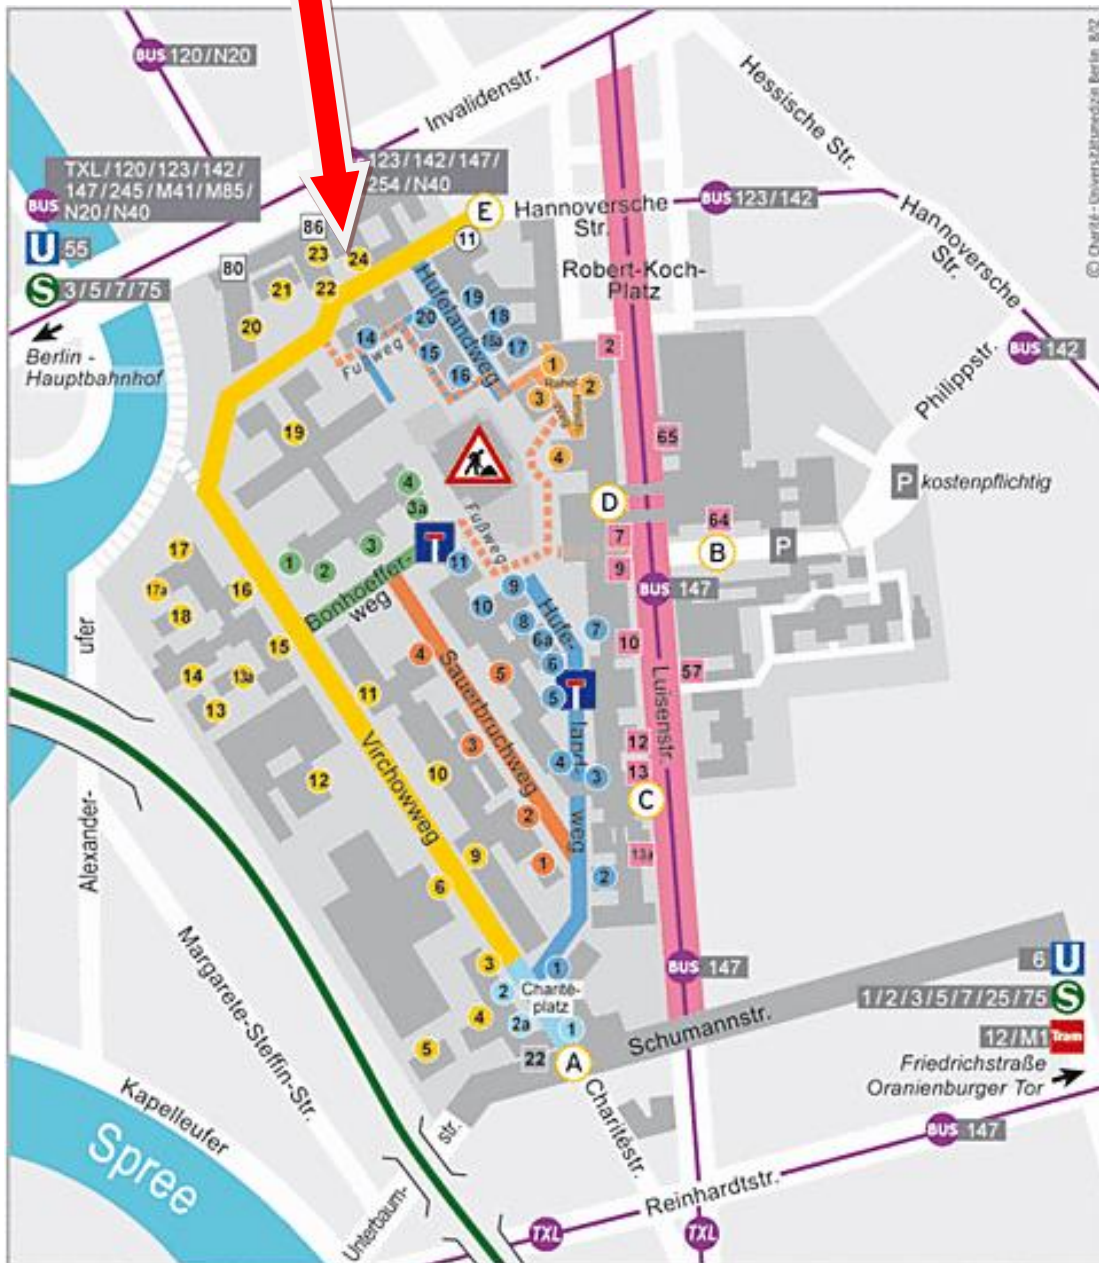 BUS 120/N20
Invalidenstr.
Hessische Str.
© Charité - Universitätsmedizin Berlin
TXL/120/123/142/
147/245/M41/M85/
N20/N40
BUS
U 55
S 3/5/7/75
Berlin -
Hauptbahnhof
123/142/147/
254/N40
E
11
Hannoversche
Str.
BUS 123/142
Hannoversche
Str.
Robert-Koch-
Platz
BUS 142
Philippstr.
86
80
23
24
21
22
20
Hufelandweg
19
18
20
14
15
17
16
Fußweg
1
2
3
4
2
65
19
P kostenpflichtig
D
64
B
P
7
9
4
3a
3
1
2
Bonhoeffer-
weg
Fußweg
11
9
10
8
6a
6
7
5
Hufe-
land-
weg
BUS 147
10
57
Luisenstr.
17
17a
18
16
15
14
13a
13
12
11
10
9
6
Virchowweg
4
5
3
2
1
Sauerbruchweg
4
3
2
1
12
13
C
13a
ufer
Alexander-
3
4
5
2
Charité-
platz
2a
1
22
A
BUS 147
Schumannstr.
6 U
1/2/3/5/7/25/75 S
12/M1 Tram
Friedrichstraße
Oranienburger Tor
Margarete-Steffin-Str.
Kapelleufer
Spree
str.
Unterbaum-
Charitéstr.
BUS 147
Reinhardtstr.
TXL
TXL